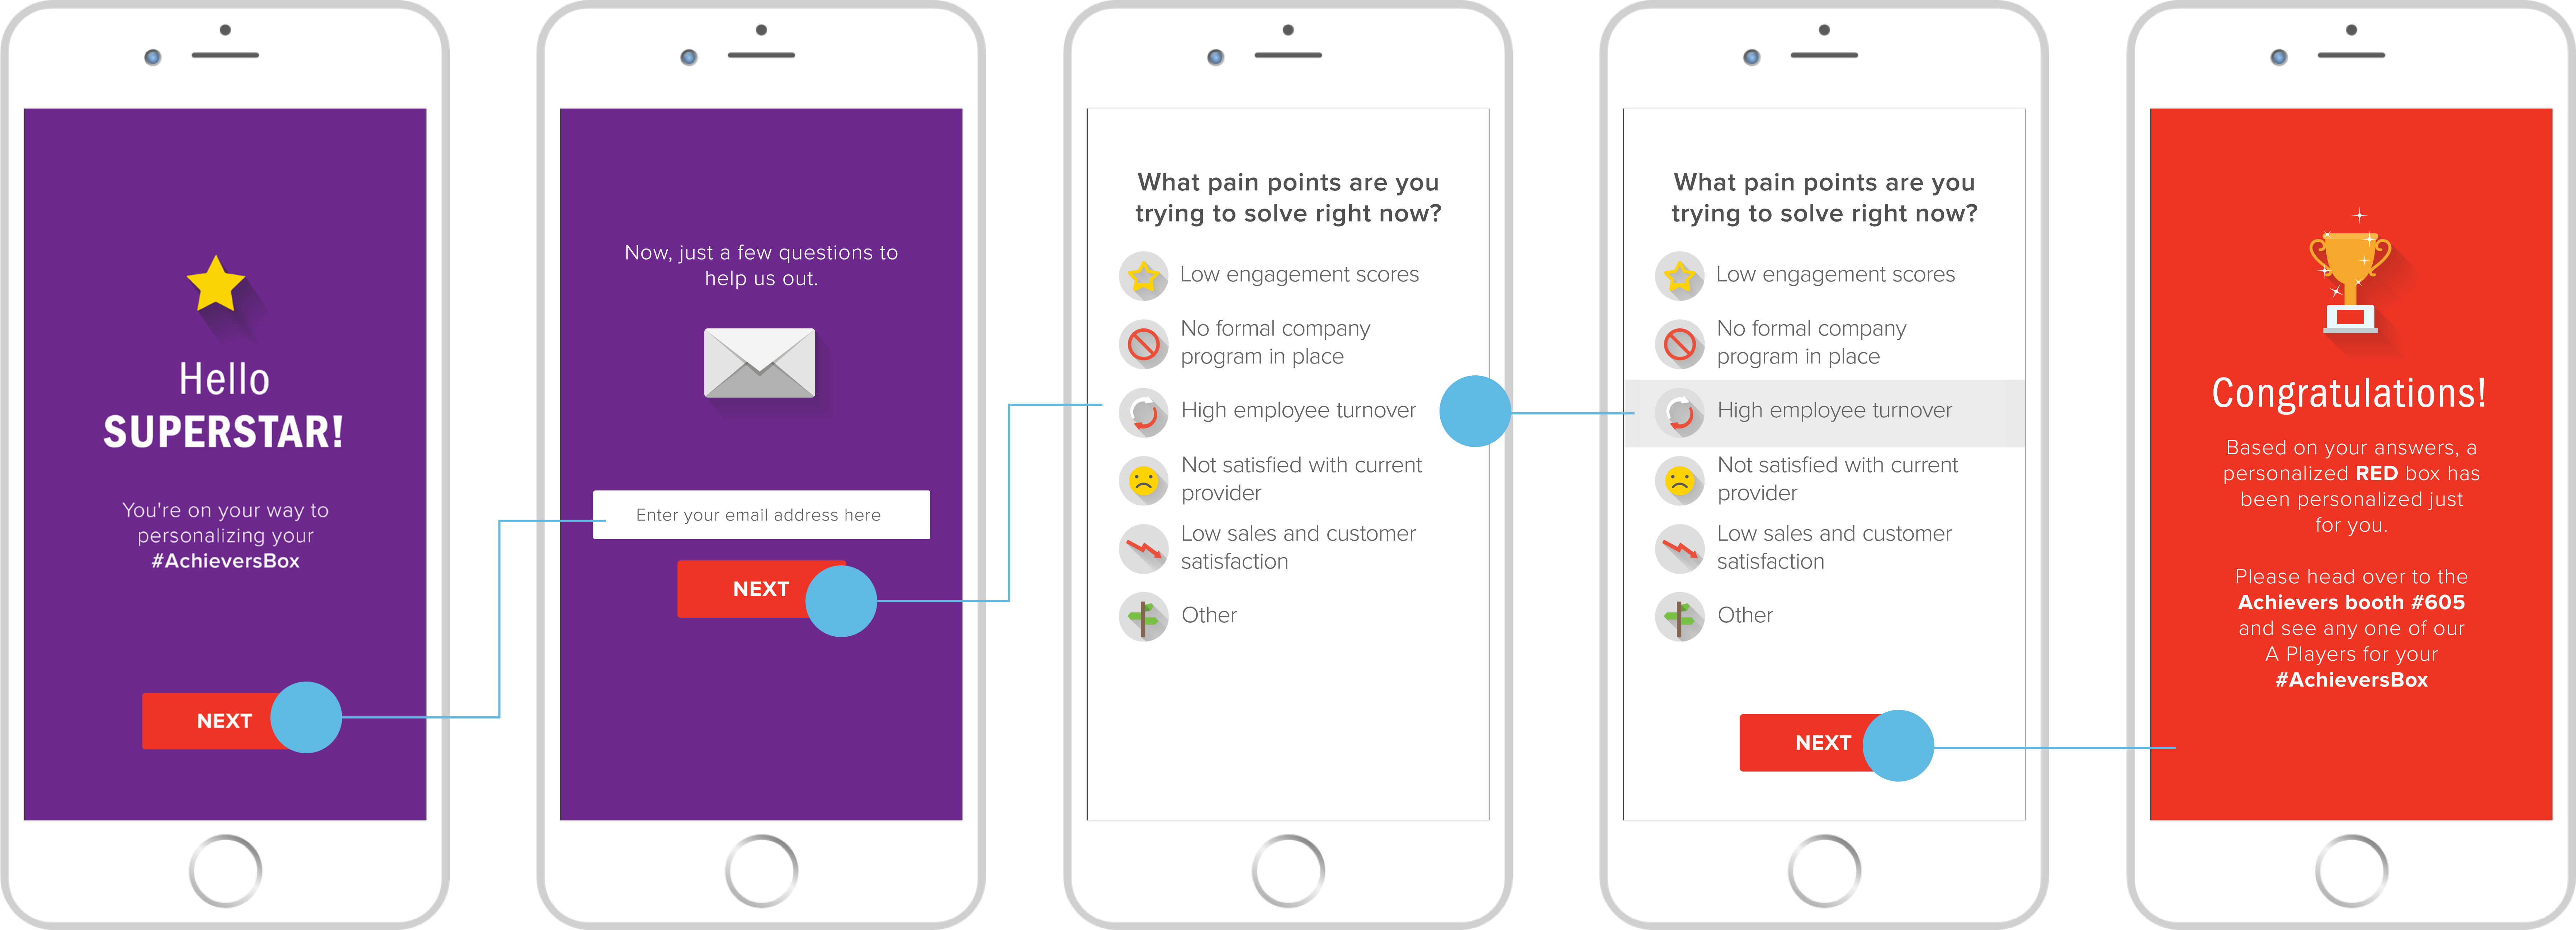 Hello
SUPERSTAR!
You're on your way to
personalizing your
#AchieversBox
NEXT
Now, just a few questions to
help us out.
Enter your email address here
NEXT
What pain points are you
trying to solve right now?
Low engagement scores
No formal company
program in place
High employee turnover
Not satisfied with current
provider
Low sales and customer
satisfaction
Other
What pain points are you
trying to solve right now?
Low engagement scores
No formal company
program in place
High employee turnover
Not satisfied with current
provider
Low sales and customer
satisfaction
Other
NEXT
Congratulations!
Based on your answers, a
personalized RED box has
been personalized just
for you.
Please head over to the
Achievers booth #605
and see any one of our
A Players for your
#AchieversBox